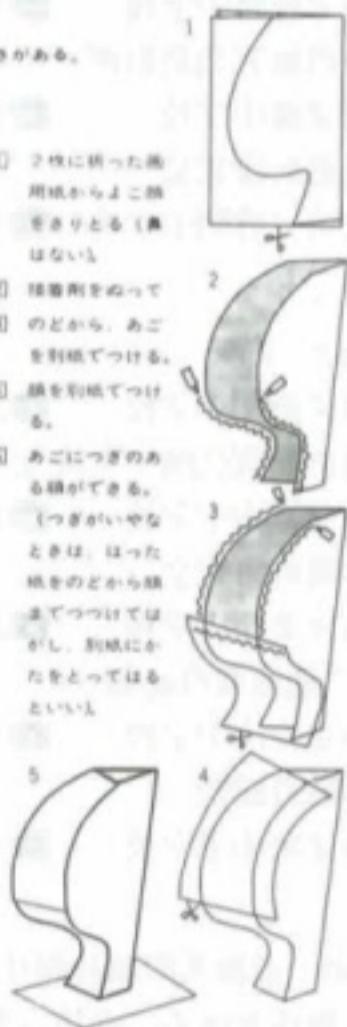 さがある。
1
① 2枚に折った画
用紙からよこ顔
をきりとる（鼻
はない）。
② 接着剤をぬって
③ のどから、あご
を別紙でつける。
④ 顔を別紙でつけ
る。
⑤ あごにつぎのあ
る顔ができる。
（つぎがいやな
ときは、はった
紙をのどから顔
までつづけては
がし、別紙にか
たをとってはる
といい）。
2
3
5
4